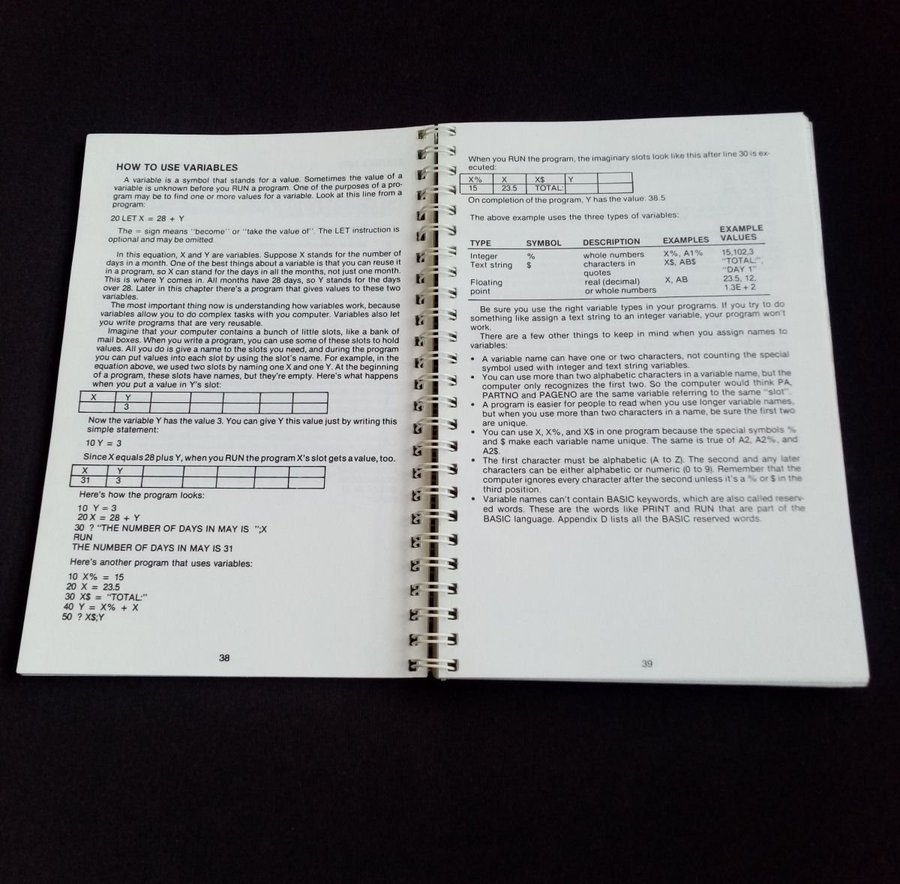 HOW TO USE VARIABLES
A variable is a symbol that stands for a value. Sometimes the value of a
variable is unknown before you RUN a program. One of the purposes of a pro-
gram may be to find one or more values for a variable. Look at this line from a
program:
20 LET X = 28 + Y
The = sign means "become" or "take the value of". The LET instruction is
optional and may be omitted.
In this equation, X and Y are variables. Suppose X stands for the number of
days in a month. One of the best things about a variable is that you can reuse it
in a program, so X can stand for the days in all the months, not just one month.
This is where Y comes in. All months have 28 days, so Y stands for the days
over 28. Later in this chapter there's a program that gives values to these two
variables.
The most important thing now is understanding how variables work, because
variables allow you to do complex tasks with you computer. Variables also let
you write programs that are very reusable.
Imagine that your computer contains a bunch of little slots, like a bank of
mail boxes. When you write a program, you can use some of these slots to hold
values. All you do is give a name to the slots you need, and during the program
you can put values into each slot by using the slot's name. For example, in the
equation above, we used two slots by naming one X and one Y. At the beginning
of a program, these slots have names, but they're empty. Here's what happens
when you put a value in Y's slot:
X Y
3
Now the variable Y has the value 3. You can give Y this value just by writing this
simple statement:
10 Y = 3
Since X equals 28 plus Y, when you RUN the program X's slot gets a value, too.
X Y
31 3
Here's how the program looks:
10 Y = 3
20 X = 28 + Y
30 ? "THE NUMBER OF DAYS IN MAY IS ";X
RUN
THE NUMBER OF DAYS IN MAY IS 31
Here's another program that uses variables:
10 X% = 15
20 X = 23.5
30 X$ = "TOTAL:"
40 Y = X% + X
50 ? X$;Y
38
When you RUN the program, the imaginary slots look like this after line 30 is ex-
ecuted:
X% X X$ Y
15 23.5 TOTAL:
On completion of the program, Y has the value: 38.5
The above example uses the three types of variables:
TYPE SYMBOL DESCRIPTION EXAMPLES EXAMPLE VALUES
Integer % whole numbers X%, A1% 15,102,3
Text string $ characters in quotes X$, AB$ "TOTAL:", "DAY 1"
Floating point real (decimal) or whole numbers X, AB 23.5, 12, 1.3E + 2
Be sure you use the right variable types in your programs. If you try to do
something like assign a text string to an integer variable, your program won't
work.
There are a few other things to keep in mind when you assign names to
variables:
• A variable name can have one or two characters, not counting the special
symbol used with integer and text string variables.
• You can use more than two alphabetic characters in a variable name, but the
computer only recognizes the first two. So the computer would think PA,
PARTNO and PAGENO are the same variable referring to the same "slot".
• A program is easier for people to read when you use longer variable names,
but when you use more than two characters in a name, be sure the first two
are unique.
• You can use X, X%, and X$ in one program because the special symbols %
and $ make each variable name unique. The same is true of A2, A2%, and
A2$.
• The first character must be alphabetic (A to Z). The second and any later
characters can be either alphabetic or numeric (0 to 9). Remember that the
computer ignores every character after the second unless it's a % or $ in the
third position.
• Variable names can't contain BASIC keywords, which are also called reserv-
ed words. These are the words like PRINT and RUN that are part of the
BASIC language. Appendix D lists all the BASIC reserved words.
39